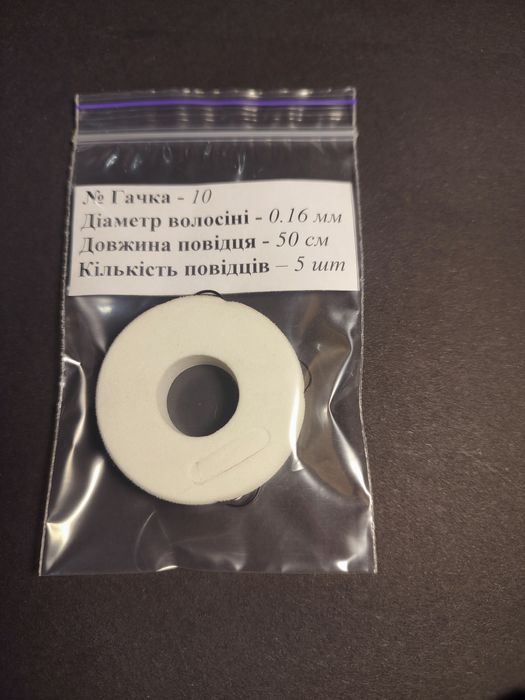 № Гачка - 10
Діаметр волосіні - 0.16 мм
Довжина повідця - 50 см
Кількість повідців – 5 шт